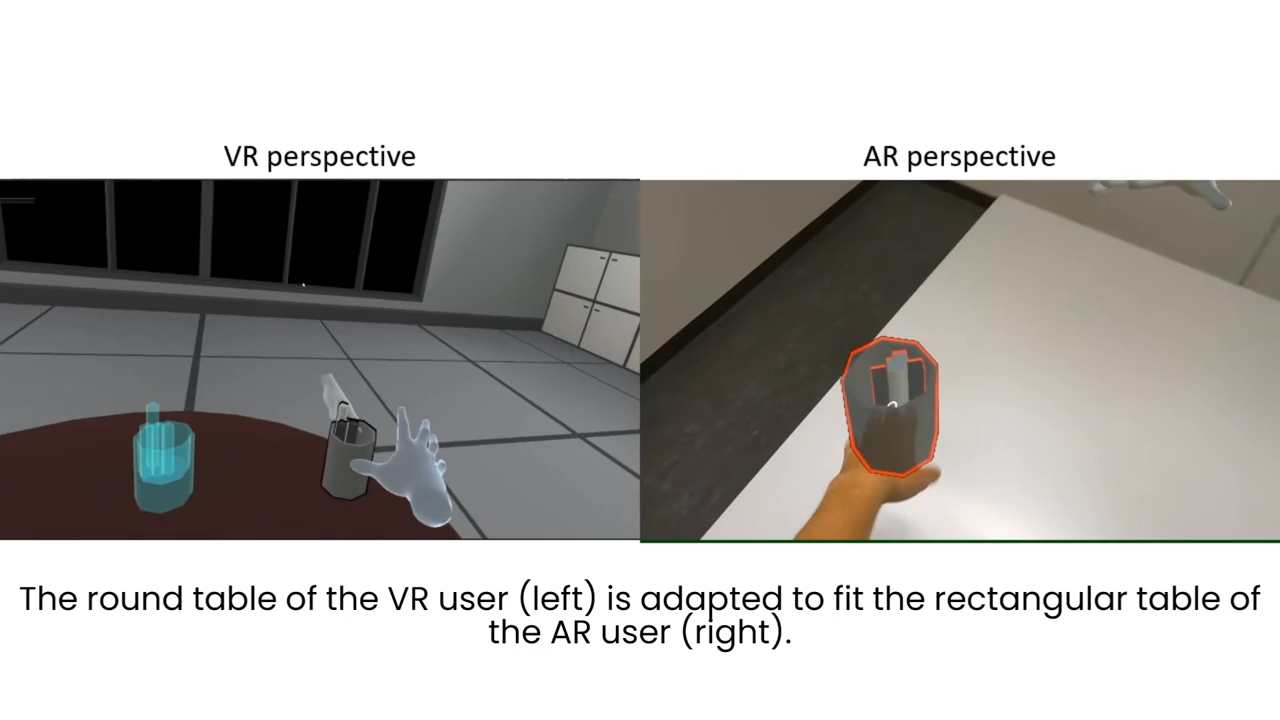 VR perspective
AR perspective
The round table of the VR user (left) is adapted to fit the rectangular table of
the AR user (right).